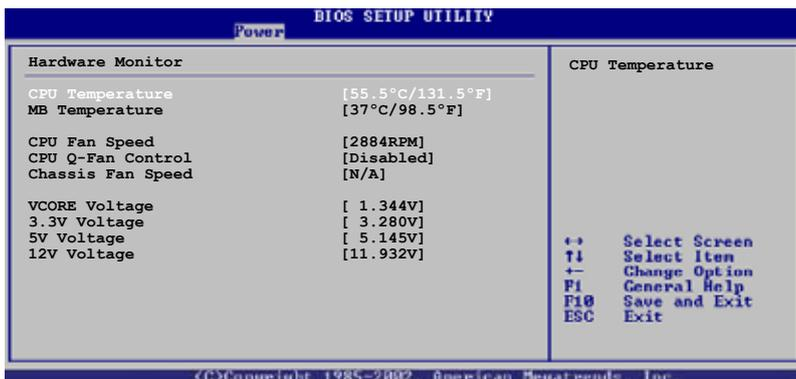 BIOS SETUP UTILITY
Power
Hardware Monitor
CPU Temperature [55.5°C/131.5°F]
MB Temperature [37°C/98.5°F]
CPU Fan Speed [2884RPM]
CPU Q-Fan Control [Disabled]
Chassis Fan Speed [N/A]
VCORE Voltage [ 1.344V]
3.3V Voltage [ 3.280V]
5V Voltage [ 5.145V]
12V Voltage [11.932V]
CPU Temperature
↔ Select Screen
↑↓ Select Item
+- Change Option
F1 General Help
F10 Save and Exit
ESC Exit
(C)Copyright 1985-2002, American Megatrends, Inc